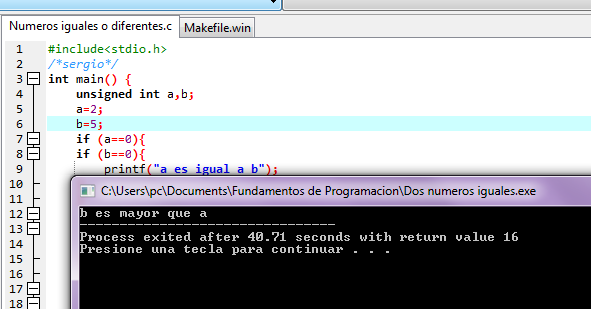 Numeros iguales o diferentes.c Makefile.win
1 #include<stdio.h>
2 /*sergio*/
3 int main() {
4 unsigned int a,b;
5 a=2;
6 b=5;
7 if (a==0){
8 if (b==0){
9 printf("a es igual a b");
10
11
12
13
14
15
16
17
18
C:\Users\pc\Documents\Fundamentos de Programacion\Dos numeros iguales.exe
b es mayor que a
--------------------------------
Process exited after 40.71 seconds with return value 16
Presione una tecla para continuar . . .